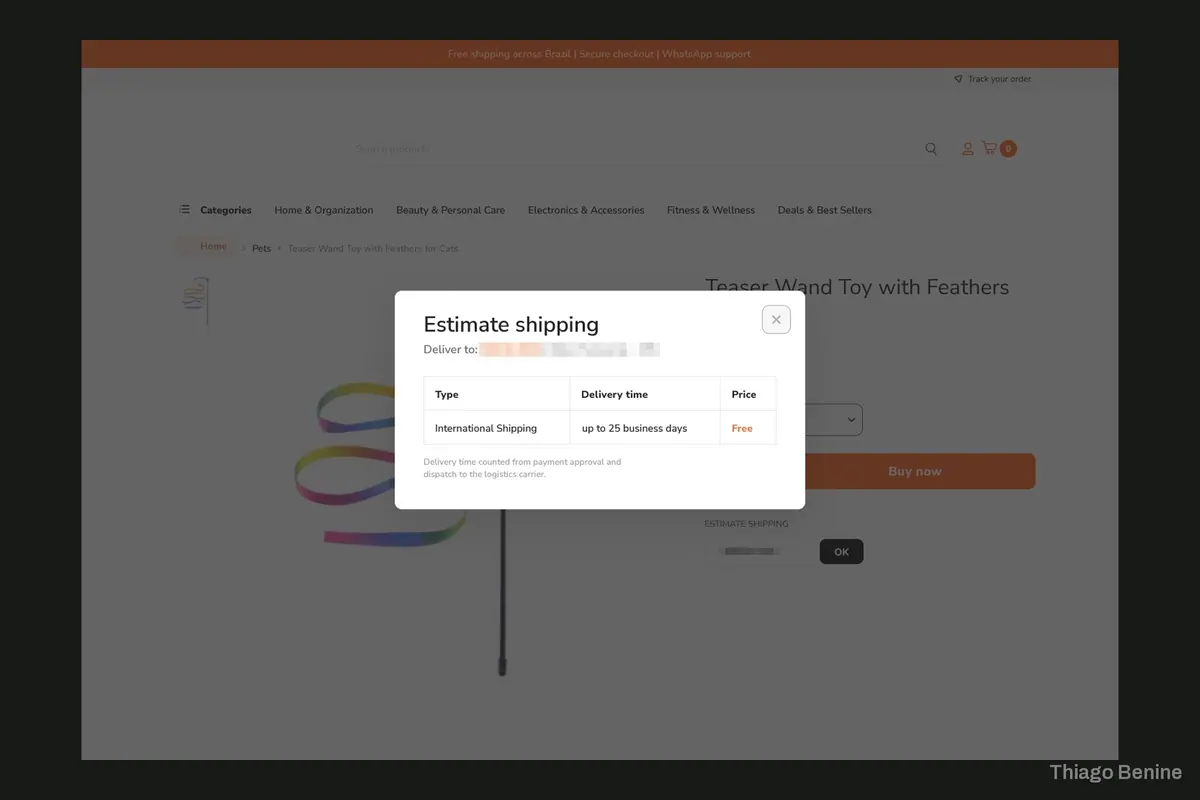 Free shipping across Brazil | Secure checkout | WhatsApp support
Track your order
Search products
0
Categories
Home & Organization
Beauty & Personal Care
Electronics & Accessories
Fitness & Wellness
Deals & Best Sellers
Home › Pets › Teaser Wand Toy with Feathers for Cats
Teaser Wand Toy with Feathers
Estimate shipping
Deliver to:
Type Delivery time Price
International Shipping up to 25 business days Free
Delivery time counted from payment approval and
dispatch to the logistics carrier.
Buy now
ESTIMATE SHIPPING
OK
Thiago Benine